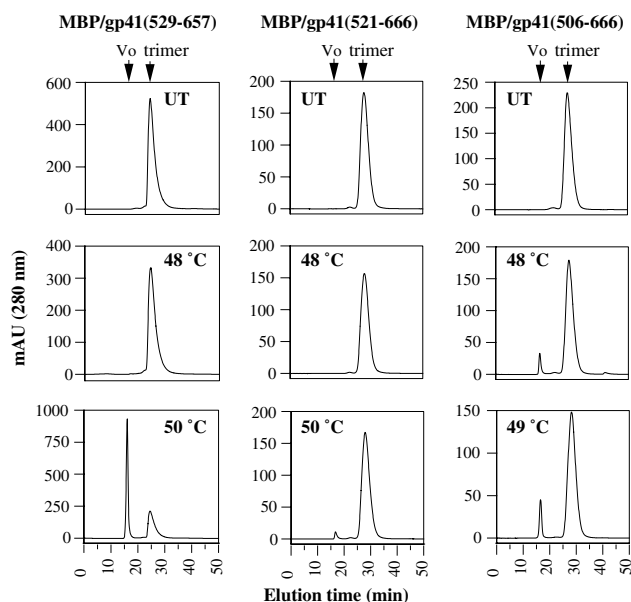 MBP/gp41(529-657) MBP/gp41(521-666) MBP/gp41(506-666)
Vo trimer Vo trimer Vo trimer
600 400 200 0 UT
200 150 100 50 0 UT
250 200 150 100 50 0 UT
mAU (280 nm)
400 300 200 100 0 48 ˚C
200 150 100 50 0 48 ˚C
200 150 100 50 0 48 ˚C
1000 750 500 250 0 50 ˚C
200 150 100 50 0 50 ˚C
150 100 50 0 49 ˚C
0 10 20 30 40 50
0 10 20 30 40 50
0 10 20 30 40 50
Elution time (min)